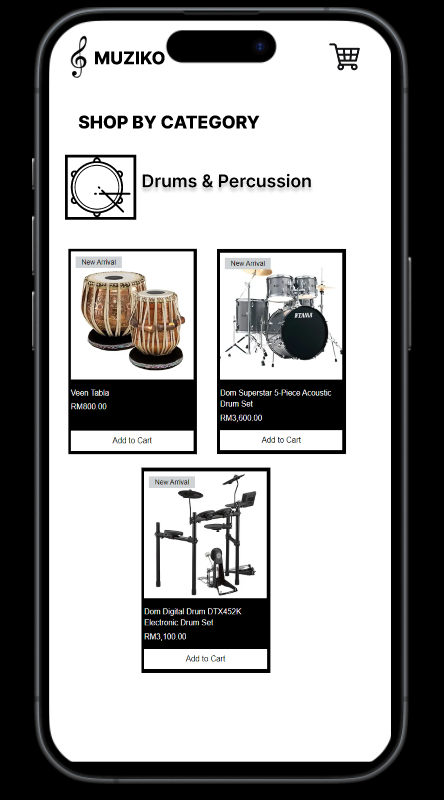 MUZIKO
SHOP BY CATEGORY
Drums & Percussion
New Arrival
Veen Tabla
RM800.00
Add to Cart
New Arrival
TAMA
Dom Superstar 5-Piece Acoustic
Drum Set
RM3,600.00
Add to Cart
New Arrival
Dom Digital Drum DTX452K
Electronic Drum Set
RM3,100.00
Add to Cart